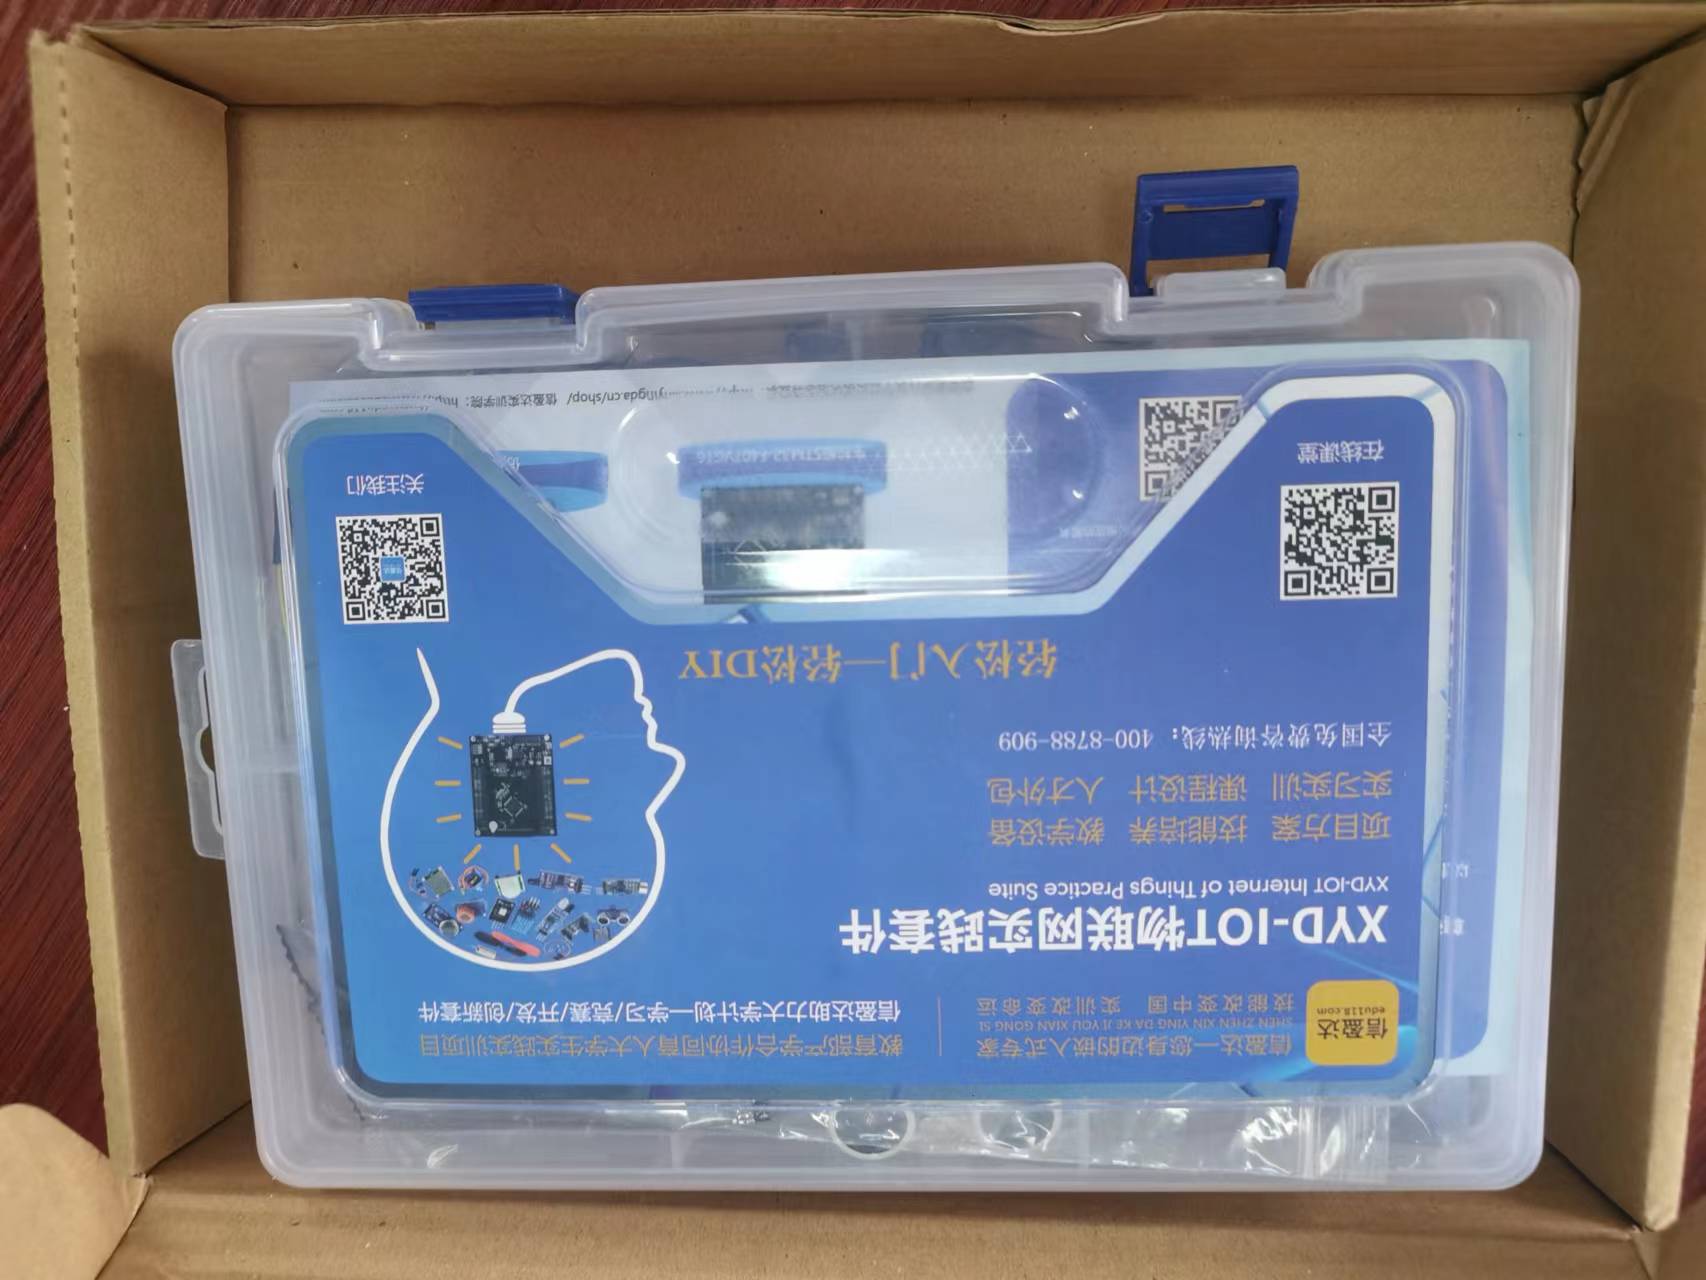 信盈达
edu118.com
信盈达—您身边的嵌入式专家
SHEN ZHEN XIN YING DA KE JI YOU XIAN GONG SI
技能改变中国 实训改变命运
教育部产学合作协同育人大学生实践实训项目
信盈达助力大学计划—学习/竞赛/开发/创新套件
XYD-IOT物联网实践套件
XYD-IOT Internet of Things Practice Suite
项目方案 技能培养 教学设备
实习实训 课程设计 人才外包
全国免费咨询热线：400-8788-909
轻松入门—轻松DIY
在线课堂
关注我们
信盈达实训学院：